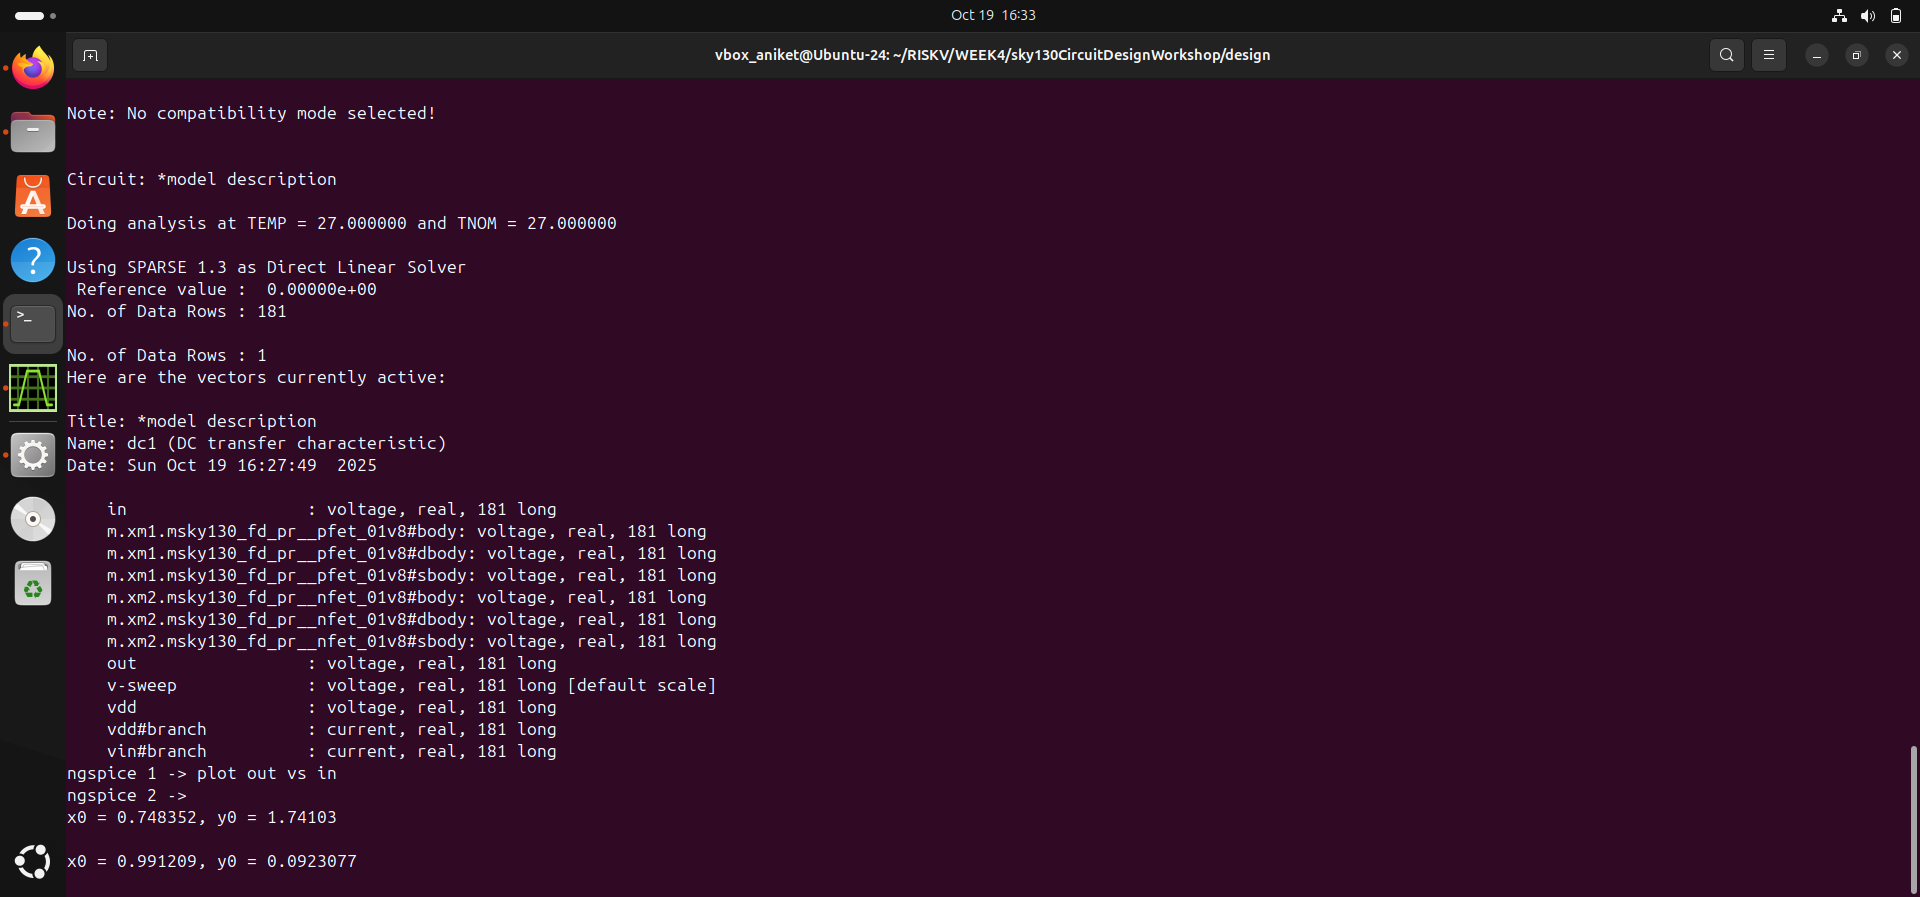 Oct 19 16:33
vbox_aniket@Ubuntu-24: ~/RISKV/WEEK4/sky130CircuitDesignWorkshop/design
Note: No compatibility mode selected!
Circuit: *model description
Doing analysis at TEMP = 27.000000 and TNOM = 27.000000
Using SPARSE 1.3 as Direct Linear Solver
 Reference value :  0.00000e+00
No. of Data Rows : 181
No. of Data Rows : 1
Here are the vectors currently active:
Title: *model description
Name: dc1 (DC transfer characteristic)
Date: Sun Oct 19 16:27:49  2025
    in                  : voltage, real, 181 long
    m.xm1.msky130_fd_pr__pfet_01v8#body: voltage, real, 181 long
    m.xm1.msky130_fd_pr__pfet_01v8#dbody: voltage, real, 181 long
    m.xm1.msky130_fd_pr__pfet_01v8#sbody: voltage, real, 181 long
    m.xm2.msky130_fd_pr__nfet_01v8#body: voltage, real, 181 long
    m.xm2.msky130_fd_pr__nfet_01v8#dbody: voltage, real, 181 long
    m.xm2.msky130_fd_pr__nfet_01v8#sbody: voltage, real, 181 long
    out                 : voltage, real, 181 long
    v-sweep             : voltage, real, 181 long [default scale]
    vdd                 : voltage, real, 181 long
    vdd#branch          : current, real, 181 long
    vin#branch          : current, real, 181 long
ngspice 1 -> plot out vs in
ngspice 2 ->
x0 = 0.748352, y0 = 1.74103
x0 = 0.991209, y0 = 0.0923077